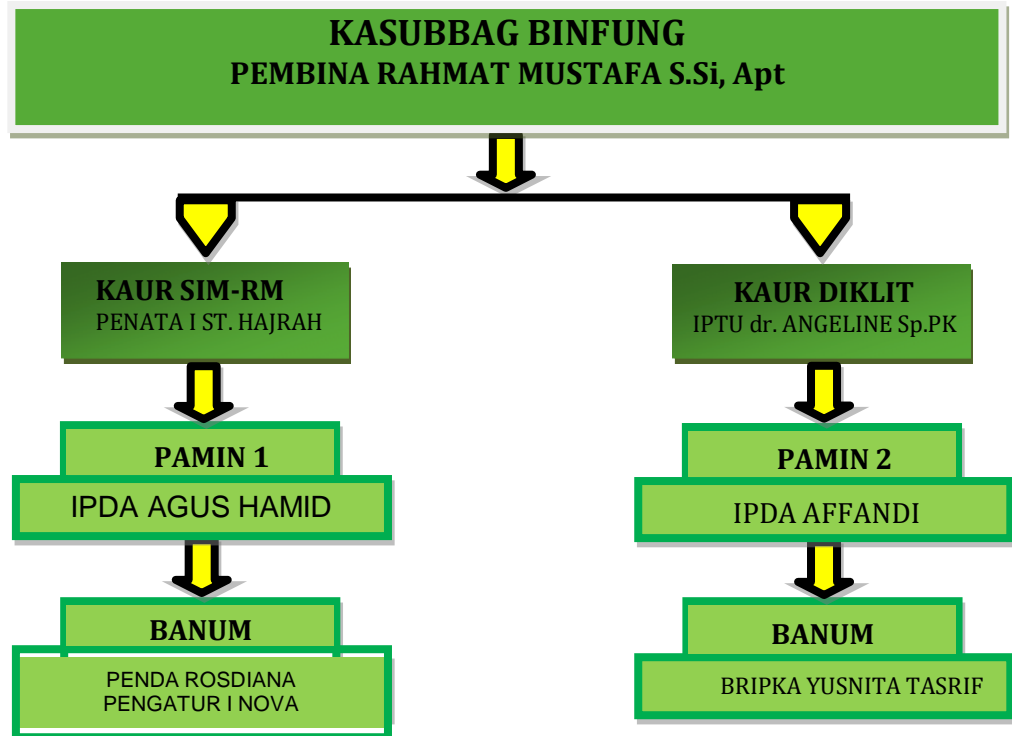 KASUBBAG BINFUNG
PEMBINA RAHMAT MUSTAFA S.Si, Apt
KAUR SIM-RM
PENATA I ST. HAJRAH
KAUR DIKLIT
IPTU dr. ANGELINE Sp.PK
PAMIN 1
IPDA AGUS HAMID
PAMIN 2
IPDA AFFANDI
BANUM
PENDA ROSDIANA
PENGATUR I NOVA
BANUM
BRIPKA YUSNITA TASRIF